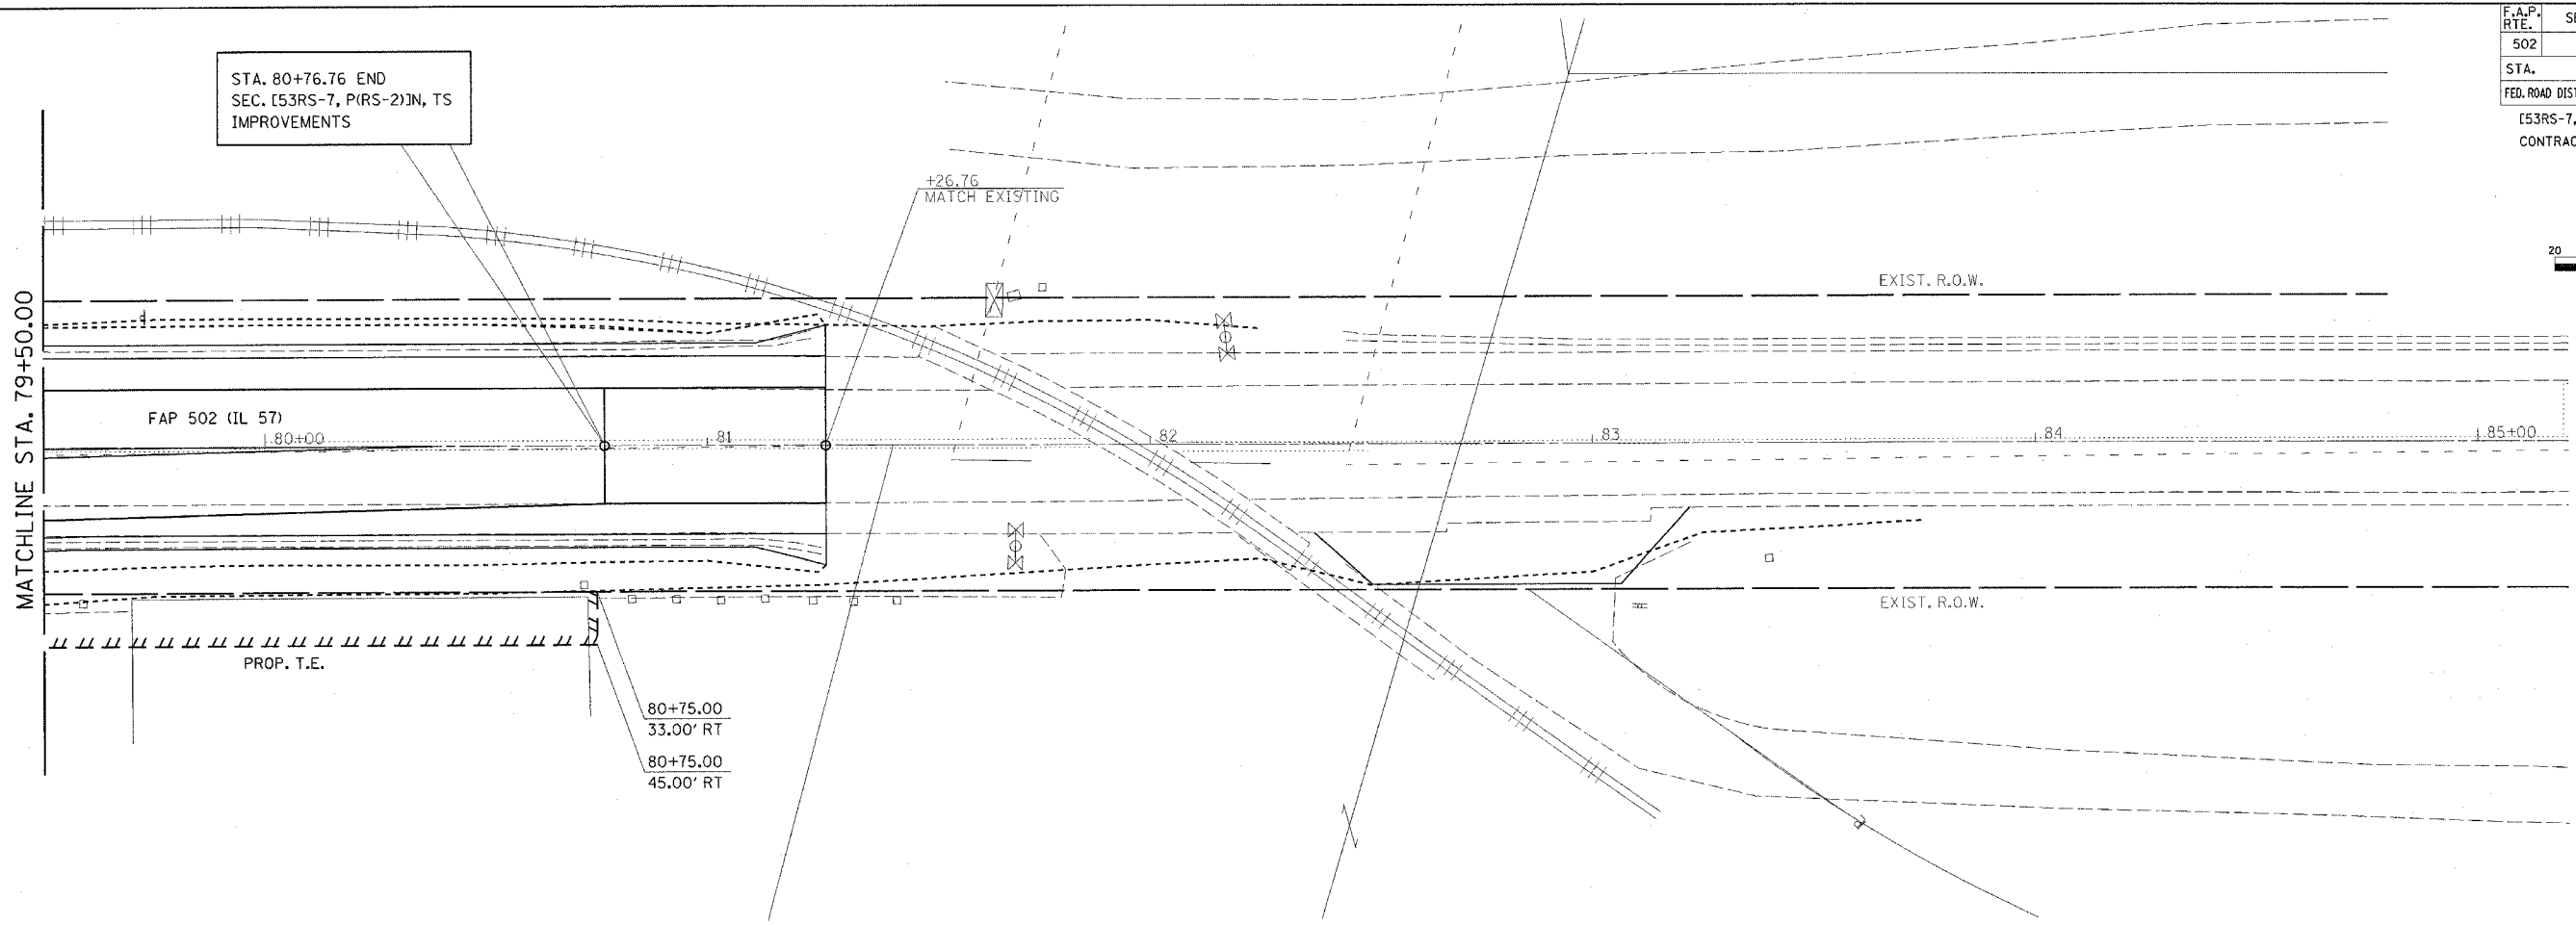 F.A.P.
RTE.
502
STA.
FED. ROAD DIST
[53RS-7,
CONTRAC
STA. 80+76.76 END
SEC. [53RS-7, P(RS-2)]N, TS
IMPROVEMENTS
+26.76
MATCH EXISTING
20
EXIST. R.O.W.
MATCHLINE STA. 79+50.00
FAP 502 (IL 57)
80+00
81
82
83
84
85+00
EXIST. R.O.W.
PROP. T.E.
80+75.00
33.00' RT
80+75.00
45.00' RT